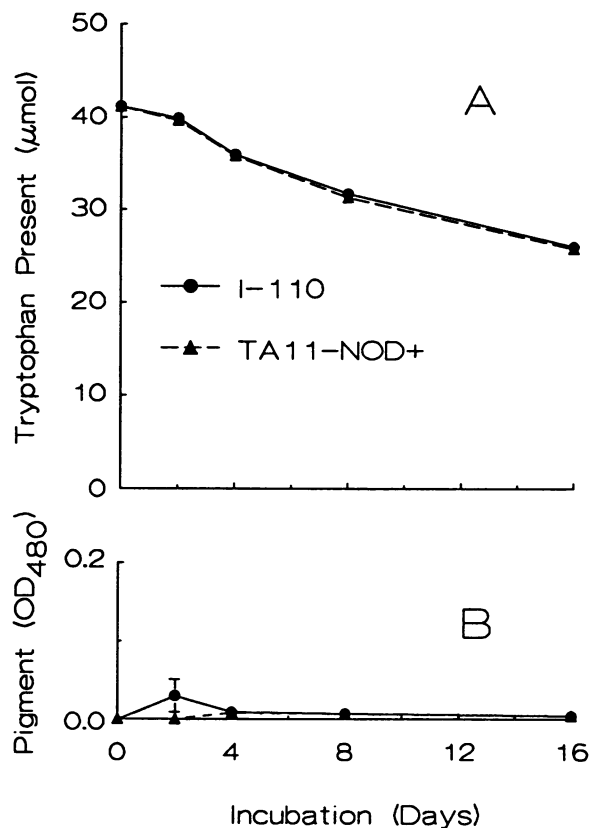 50
40
30
20
10
0
Tryptophan Present (μmol)
A
I-110
TA11-NOD+
0.2
0.0
Pigment (OD480)
B
0 4 8 12 16
Incubation (Days)